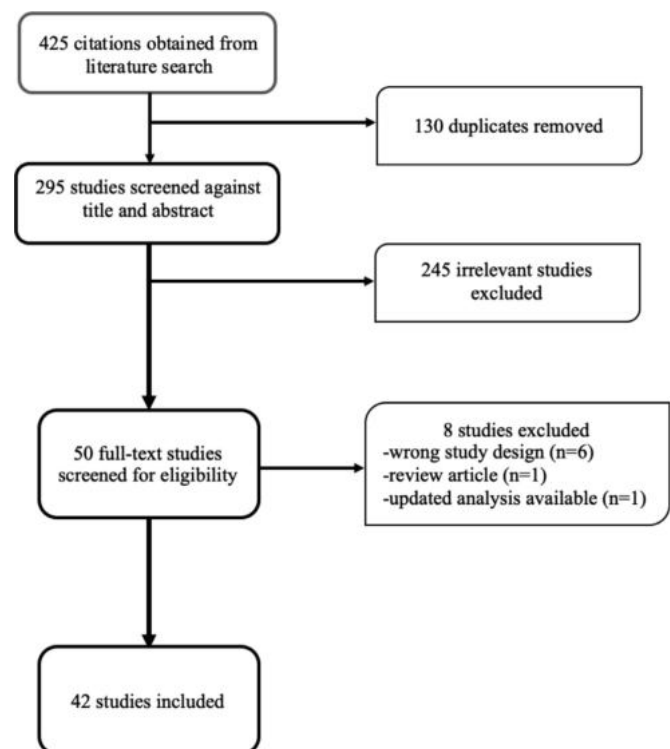 425 citations obtained from
literature search
130 duplicates removed
295 studies screened against
title and abstract
245 irrelevant studies
excluded
50 full-text studies
screened for eligibility
8 studies excluded
-wrong study design (n=6)
-review article (n=1)
-updated analysis available (n=1)
42 studies included